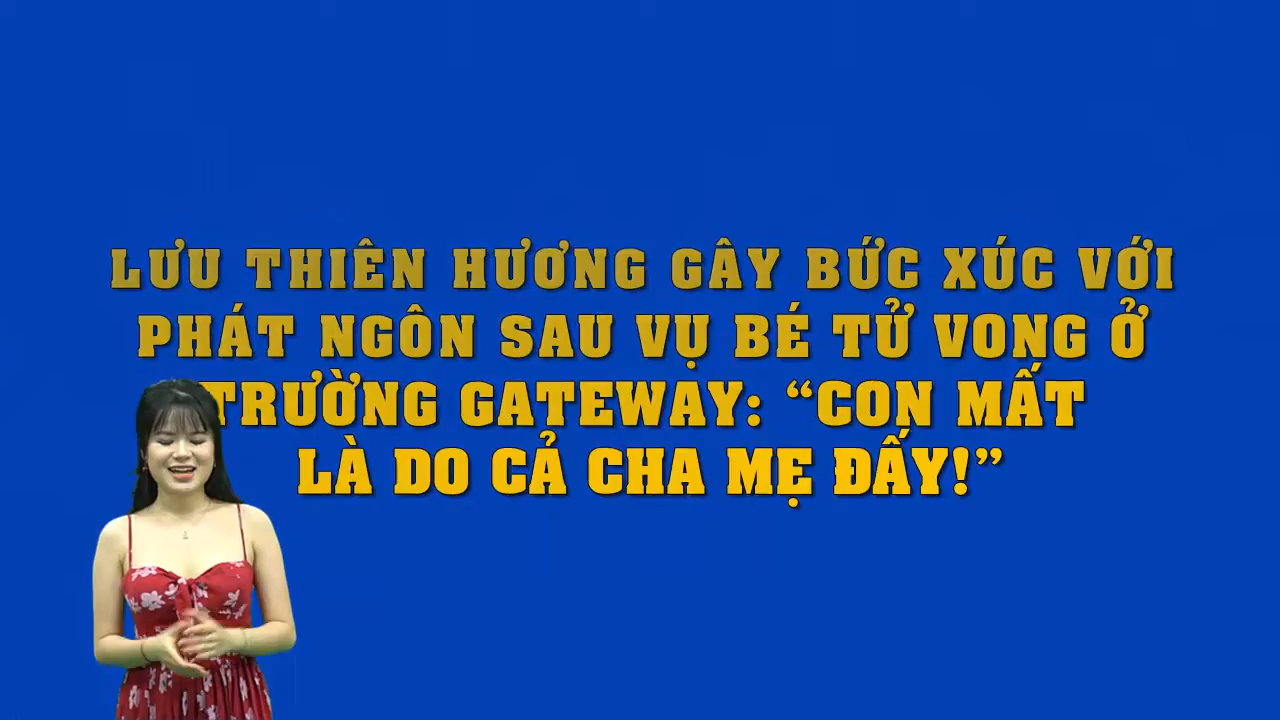 LƯU THIÊN HƯƠNG GÂY BỨC XÚC VỚI
PHÁT NGÔN SAU VỤ BÉ TỬ VONG Ở
TRƯỜNG GATEWAY: “CON MẤT
LÀ DO CẢ CHA MẸ ĐẤY!”